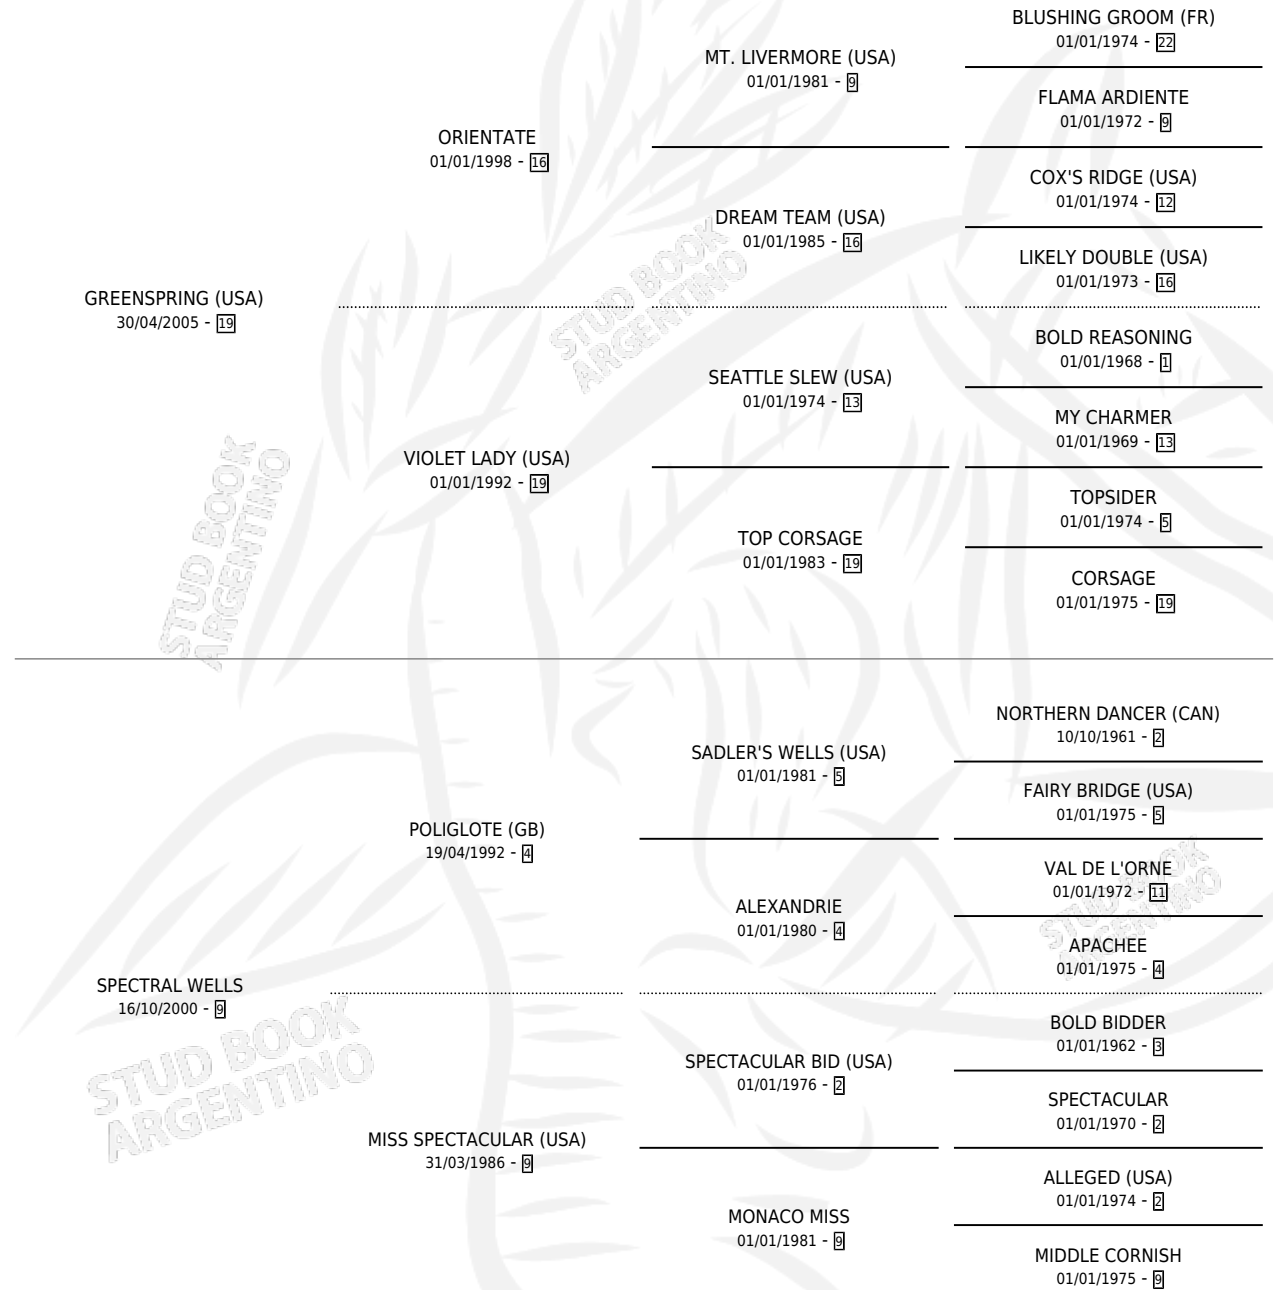 BLUSHING GROOM (FR)
01/01/1974 - 22
MT. LIVERMORE (USA)
01/01/1981 - 9
FLAMA ARDIENTE
01/01/1972 - 9
ORIENTATE
01/01/1998 - 16
COX'S RIDGE (USA)
01/01/1974 - 12
DREAM TEAM (USA)
01/01/1985 - 16
LIKELY DOUBLE (USA)
01/01/1973 - 16
GREENSPRING (USA)
30/04/2005 - 19
STUD BOOK
ARGENTINO
BOLD REASONING
01/01/1968 - 1
SEATTLE SLEW (USA)
01/01/1974 - 13
MY CHARMER
01/01/1969 - 13
VIOLET LADY (USA)
01/01/1992 - 19
TOPSIDER
01/01/1974 - 5
TOP CORSAGE
01/01/1983 - 19
CORSAGE
01/01/1975 - 19
STUD BOOK
ARGENTINO
NORTHERN DANCER (CAN)
10/10/1961 - 2
SADLER'S WELLS (USA)
01/01/1981 - 5
FAIRY BRIDGE (USA)
01/01/1975 - 5
POLIGLOTE (GB)
19/04/1992 - 4
VAL DE L'ORNE
01/01/1972 - 11
ALEXANDRIE
01/01/1980 - 4
APACHEE
01/01/1975 - 4
STUD BOOK
ARGENTINO
SPECTRAL WELLS
16/10/2000 - 9
BOLD BIDDER
01/01/1962 - 3
SPECTACULAR BID (USA)
01/01/1976 - 2
SPECTACULAR
01/01/1970 - 2
STUD BOOK
ARGENTINO
MISS SPECTACULAR (USA)
31/03/1986 - 9
ALLEGED (USA)
01/01/1974 - 2
MONACO MISS
01/01/1981 - 9
MIDDLE CORNISH
01/01/1975 - 9